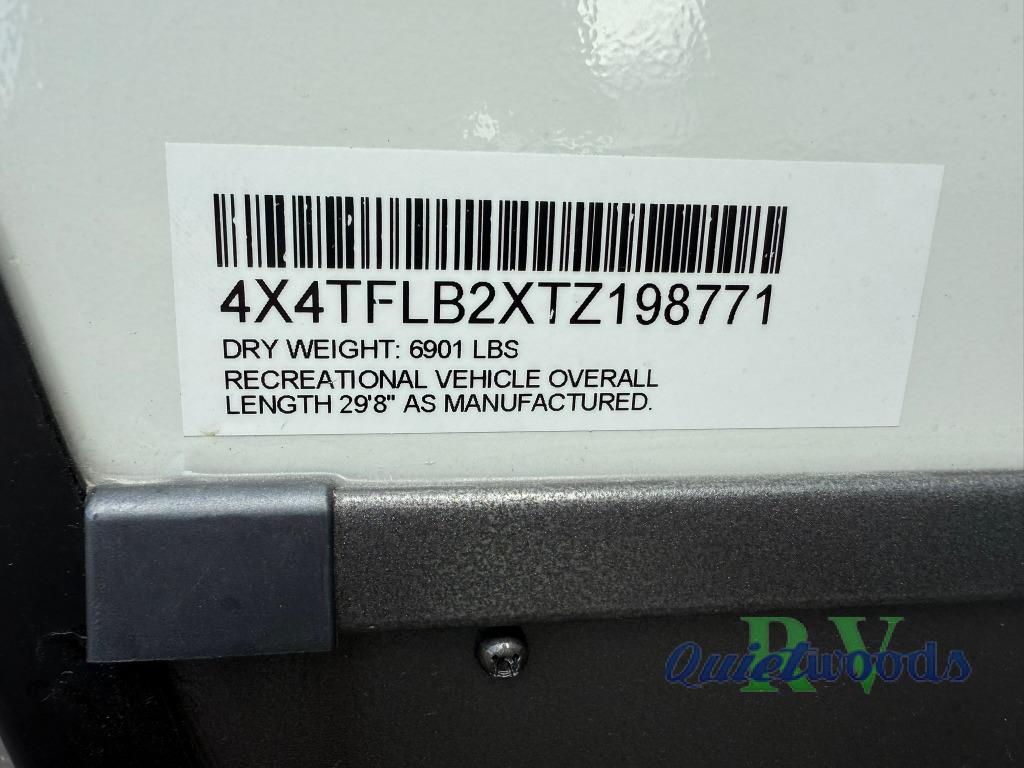 4X4TFLB2XTZ198771
DRY WEIGHT: 6901 LBS
RECREATIONAL VEHICLE OVERALL
LENGTH 29'8" AS MANUFACTURED.
Quietwoods RV